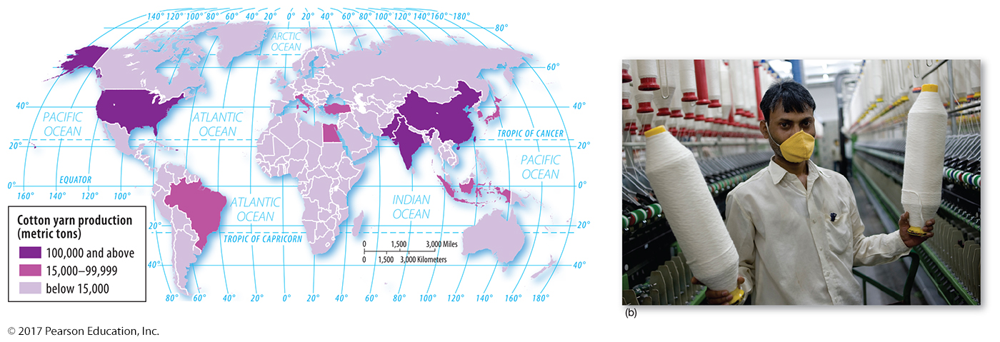 140° 120° 100° 80° 60° 40° 20° 0° 20° 40° 60° 80° 100° 120° 140° 160° 180°
80°
ARCTIC
OCEAN
60°
40°
40°
PACIFIC
OCEAN
ATLANTIC
OCEAN
TROPIC OF CANCER
20°
20°
PACIFIC
OCEAN
EQUATOR
0°
0°
160° 140° 120° 100°
ATLANTIC
OCEAN
INDIAN
OCEAN
20°
20°
TROPIC OF CAPRICORN
0 1,500 3,000 Miles
0 1,500 3,000 Kilometers
40°
40°
80° 60° 40° 20° 0° 20° 40° 60° 80° 100° 120° 140° 160° 180°
Cotton yarn production
(metric tons)
100,000 and above
15,000–99,999
below 15,000
(b)
© 2017 Pearson Education, Inc.